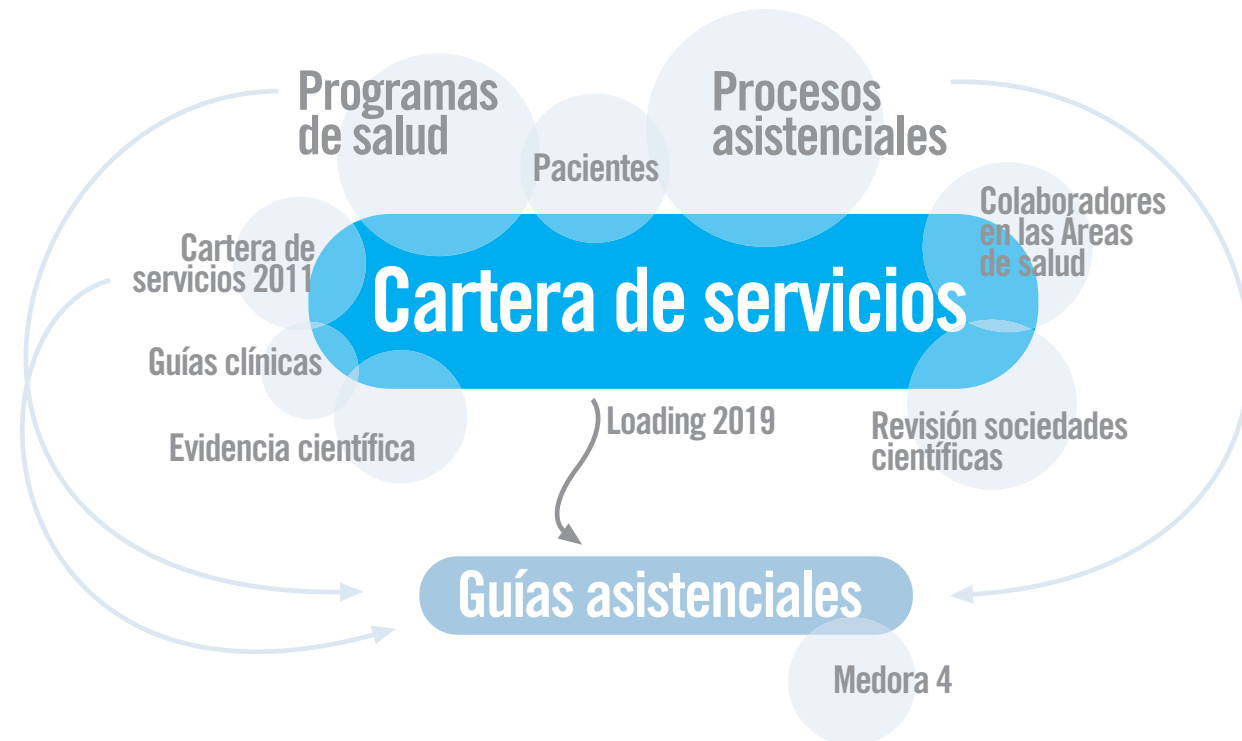 Programas
de salud
Procesos
asistenciales
Pacientes
Colaboradores
en las Áreas
de salud
Cartera de
servicios 2011
Cartera de servicios
Guías clínicas
Evidencia científica
Loading 2019
Revisión sociedades
científicas
Guías asistenciales
Medora 4